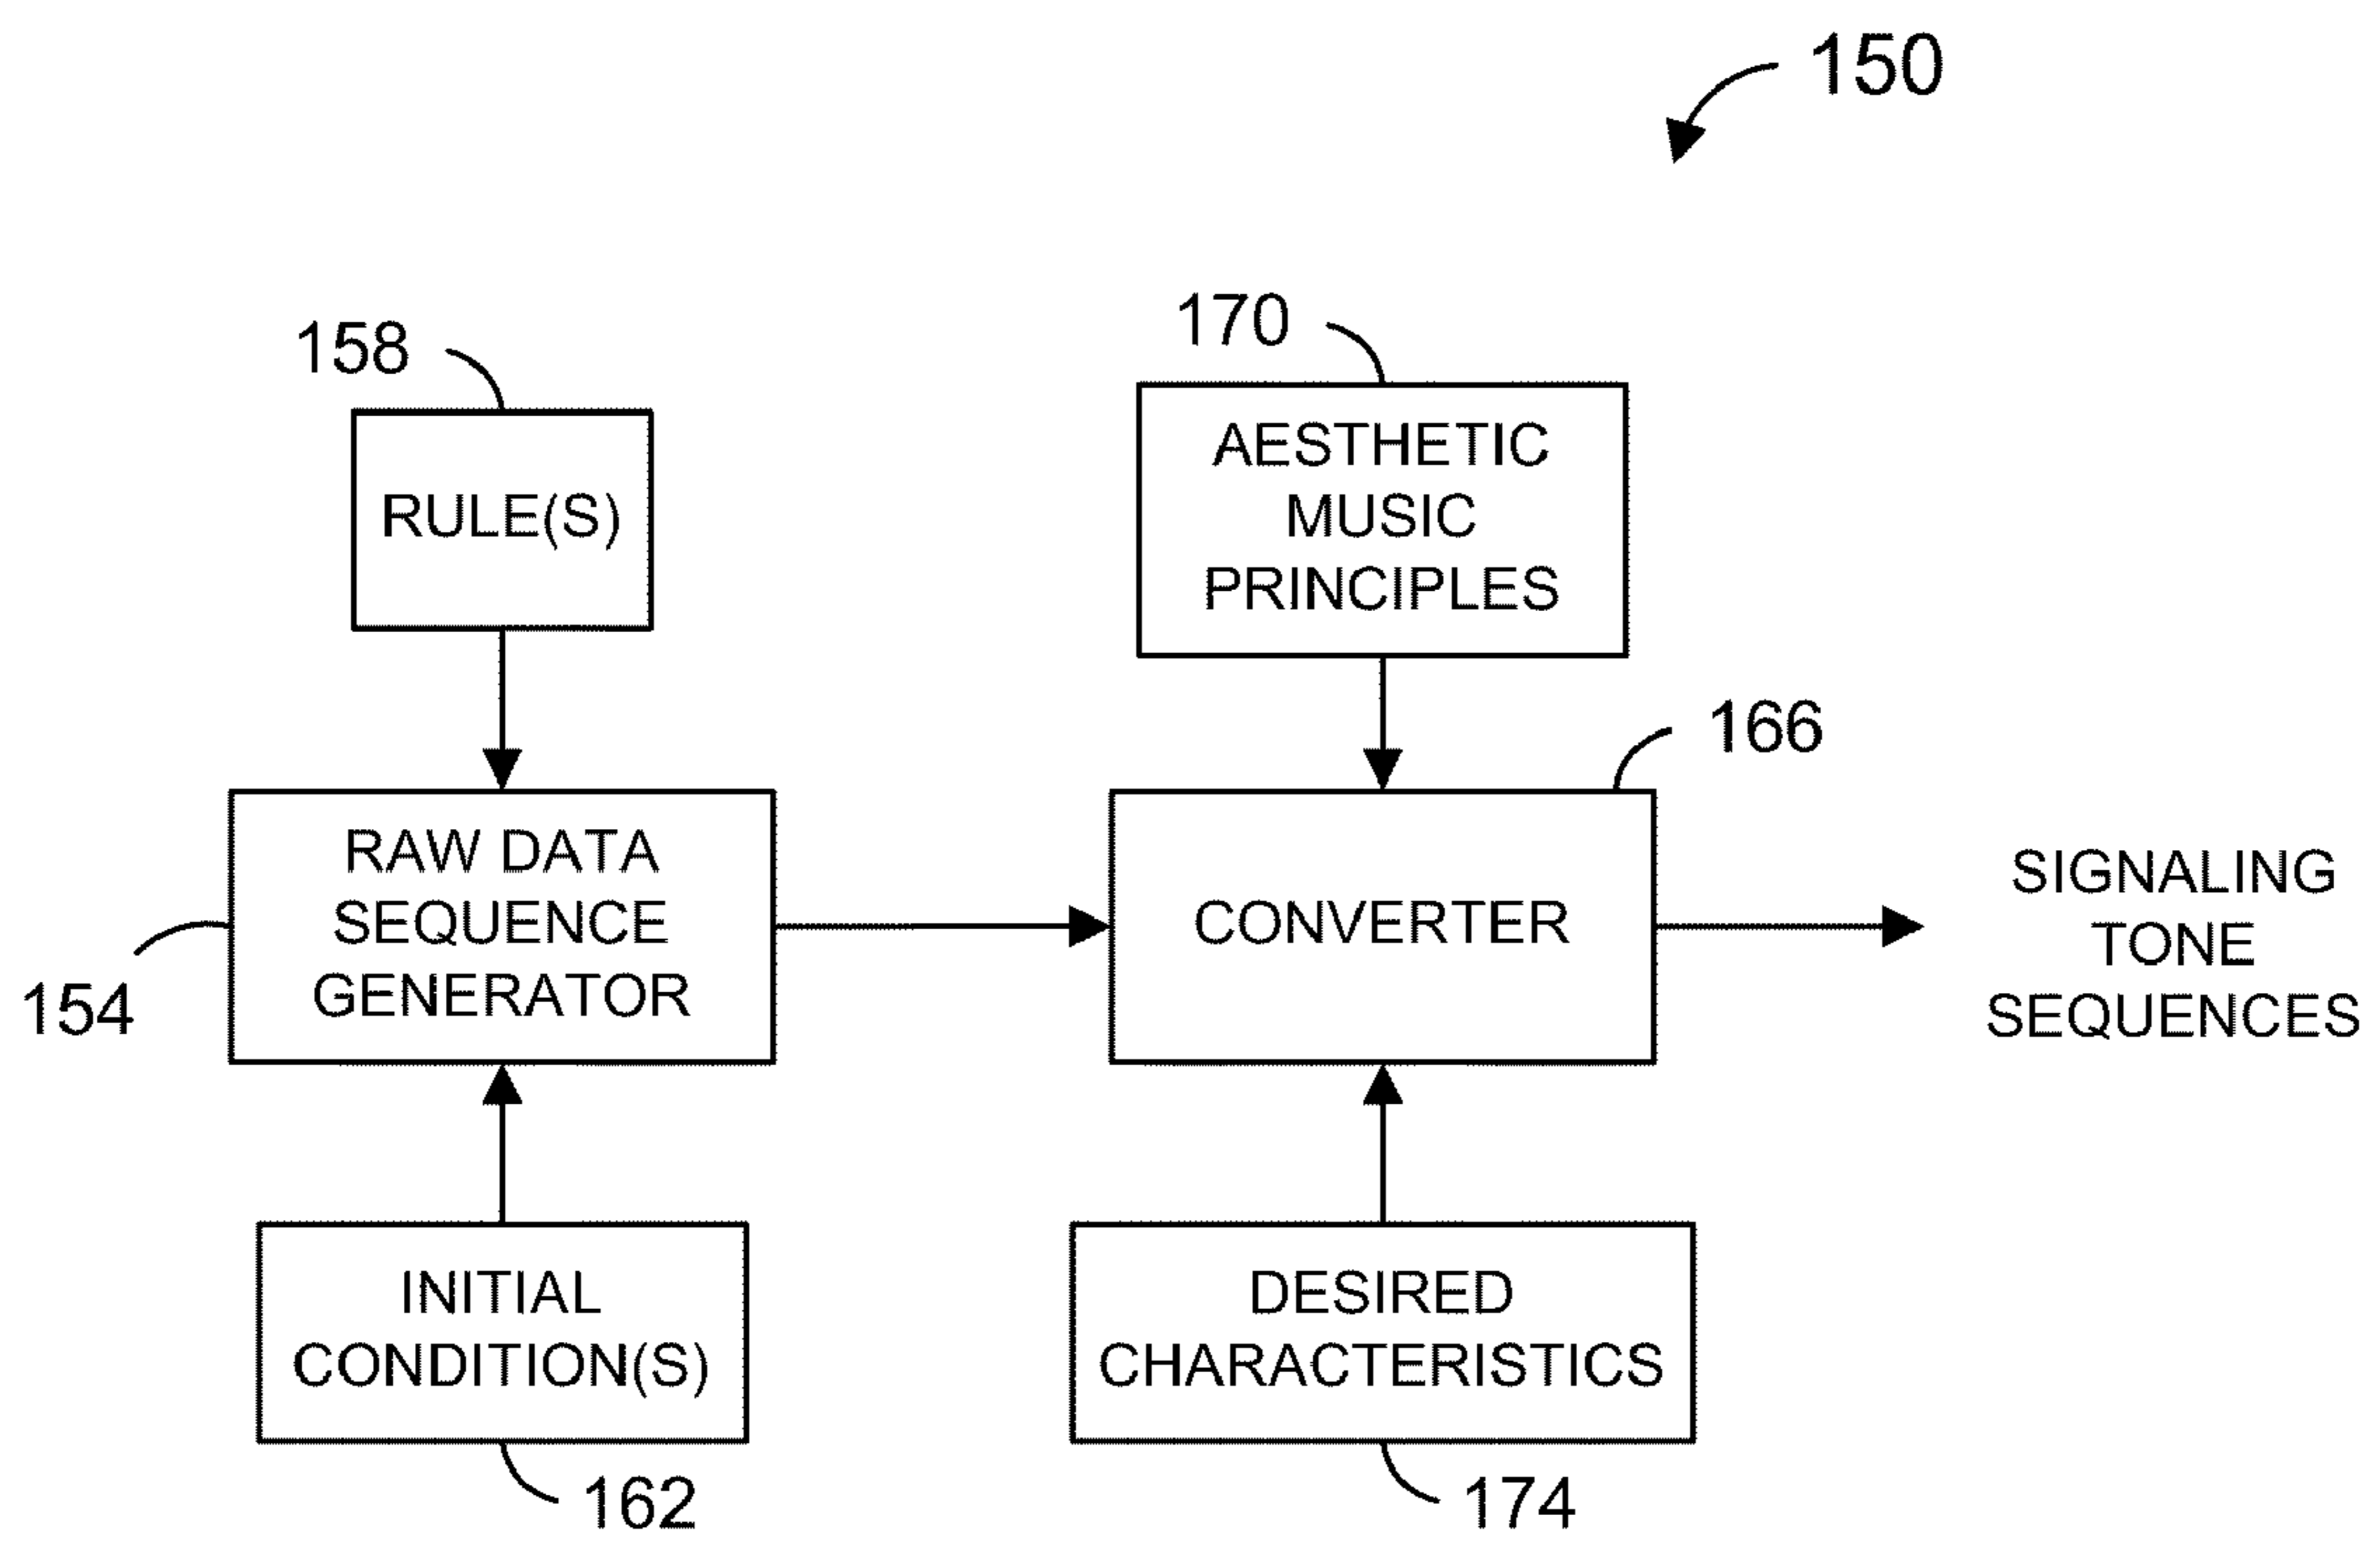 150
158
RULE(S)
170
AESTHETIC
MUSIC
PRINCIPLES
154
RAW DATA
SEQUENCE
GENERATOR
166
CONVERTER
SIGNALING
TONE
SEQUENCES
INITIAL
CONDITION(S)
162
DESIRED
CHARACTERISTICS
174